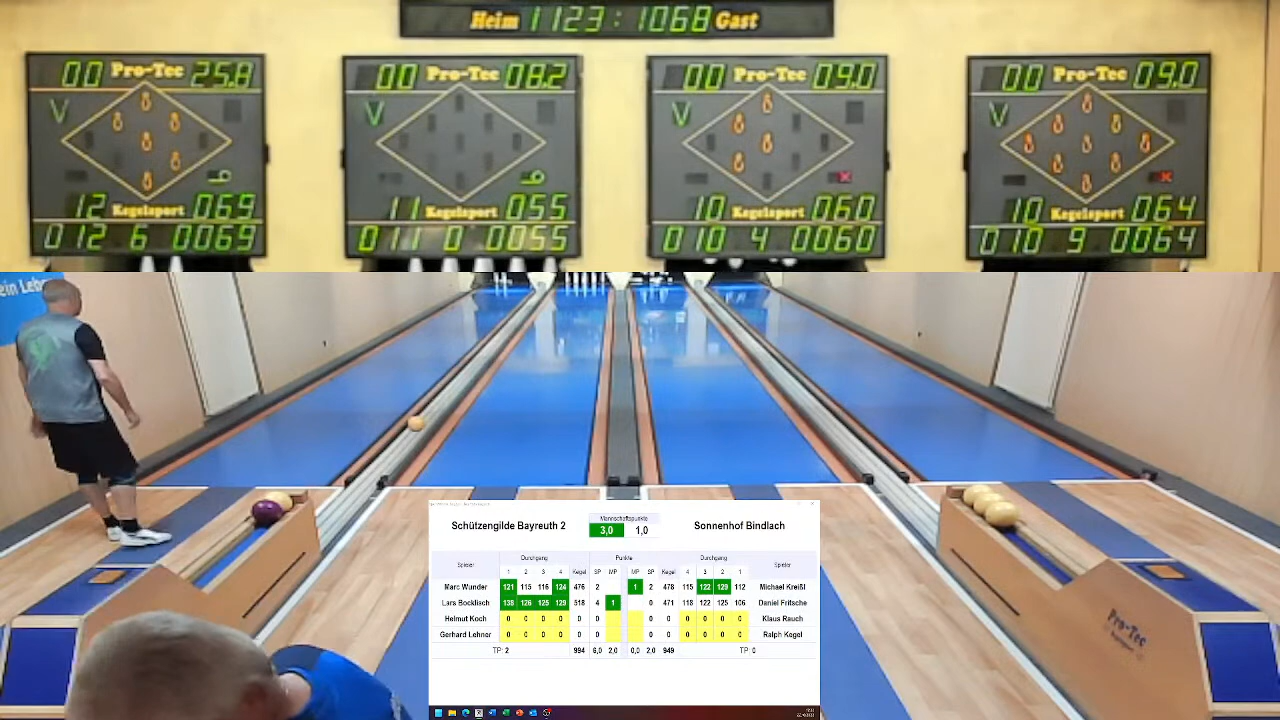 Heim 1123 : 1068 Gast
00 Pro-Tec 25.8
V
12 Kegelsport 069
012 6 0069
00 Pro-Tec 08.2
V
11 Kegelsport 055
011 0 0055
00 Pro-Tec 09.0
V
10 Kegelsport 060
010 4 0060
00 Pro-Tec 09.0
V
10 Kegelsport 064
010 9 0064
ein Leb
Schützengilde Bayreuth 2
Mannschaftspunkte
3,0 1,0
Sonnenhof Bindlach
Spieler Durchgang Punkte Durchgang Spieler
1 2 3 4 Kegel SP MP MP SP Kegel 4 3 2 1
Marc Wunder 121 115 116 124 476 2 1 2 478 115 122 129 112 Michael Kreißl
Lars Bocklisch 138 126 125 129 518 4 1 0 471 118 122 125 106 Daniel Fritsche
Helmut Koch 0 0 0 0 0 0 0 0 0 0 0 0 Klaus Rauch
Gerhard Lehner 0 0 0 0 0 0 0 0 0 0 0 0 Ralph Kegel
TP: 2 994 6,0 2,0 0,0 2,0 949 TP: 0
Pro-Tec